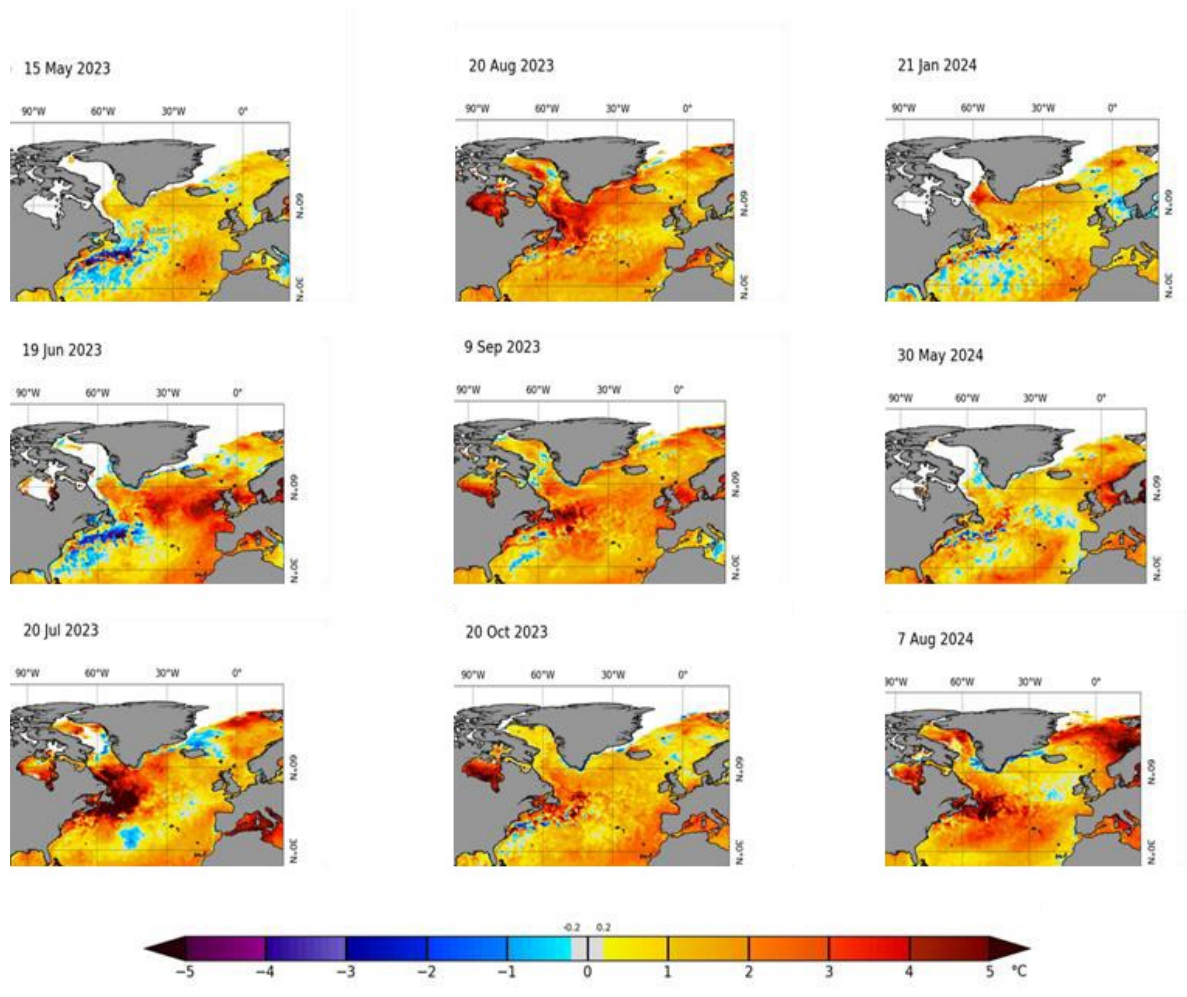 15 May 2023
90°W 60°W 30°W 0°
60°N
30°N
20 Aug 2023
90°W 60°W 30°W 0°
60°N
30°N
21 Jan 2024
90°W 60°W 30°W 0°
60°N
30°N
19 Jun 2023
90°W 60°W 30°W 0°
60°N
30°N
9 Sep 2023
90°W 60°W 30°W 0°
60°N
30°N
30 May 2024
90°W 60°W 30°W 0°
60°N
30°N
20 Jul 2023
90°W 60°W 30°W 0°
60°N
30°N
20 Oct 2023
90°W 60°W 30°W 0°
60°N
30°N
7 Aug 2024
90°W 60°W 30°W 0°
60°N
30°N
-0.2 0.2
−5 −4 −3 −2 −1 0 1 2 3 4 5 °C